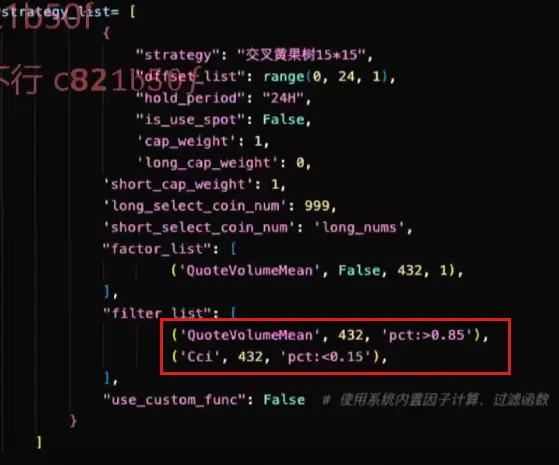 strategy_list= [
{
"strategy": "交叉黄果树15*15",
"offset_list": range(0, 24, 1),
"hold_period": "24H",
"is_use_spot": False,
'cap_weight': 1,
'long_cap_weight': 0,
'short_cap_weight': 1,
'long_select_coin_num': 999,
'short_select_coin_num': 'long_nums',
"factor_list": [
('QuoteVolumeMean', False, 432, 1),
],
"filter_list": [
('QuoteVolumeMean', 432, 'pct:>0.85'),
('Cci', 432, 'pct:<0.15'),
],
"use_custom_func": False # 使用系统内置因子计算、过滤函数
}
]
不行 c821b50f